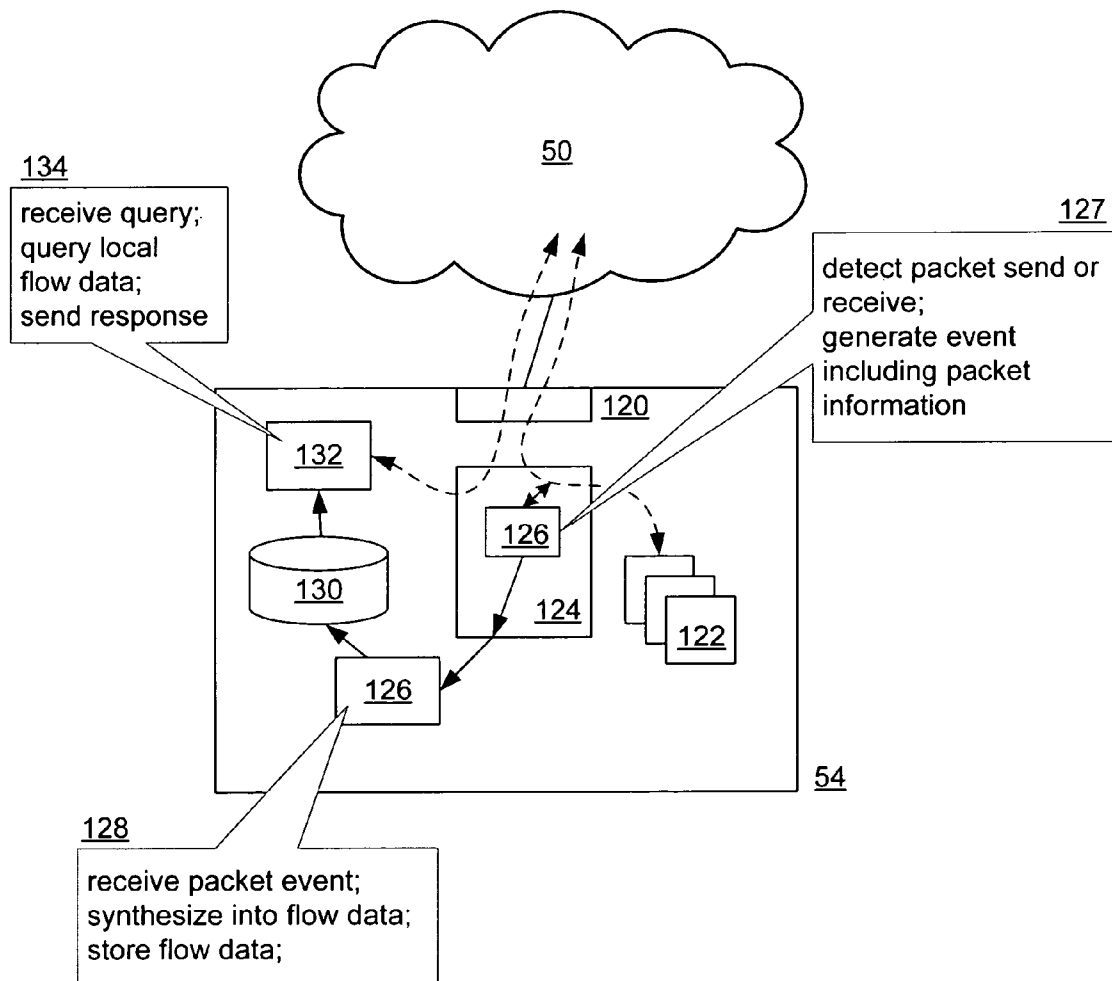 50
134
receive query;
query local
flow data;
send response
127
detect packet send or
receive;
generate event
including packet
information
120
132
126
130
124
122
126
54
128
receive packet event;
synthesize into flow data;
store flow data;